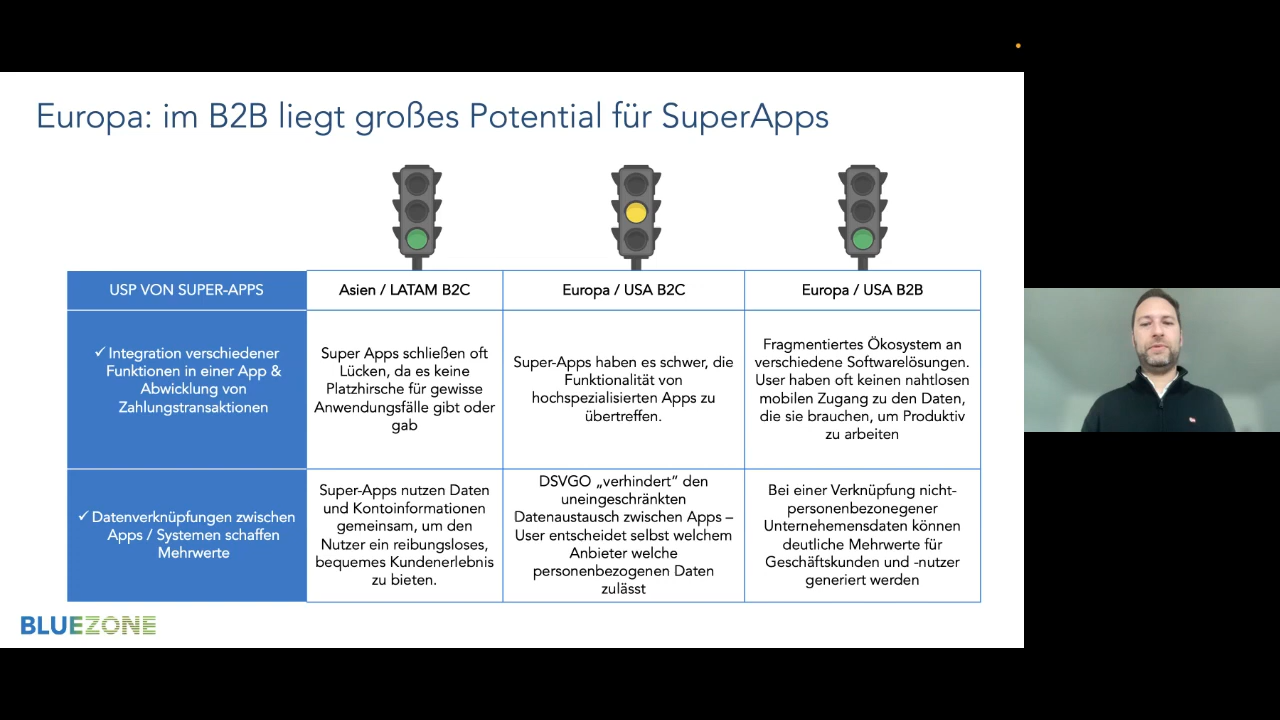 Europa: im B2B liegt großes Potential für SuperApps
USP VON SUPER-APPS
Asien / LATAM B2C
Europa / USA B2C
Europa / USA B2B
✓Integration verschiedener
Funktionen in einer App &
Abwicklung von
Zahlungstransaktionen
Super Apps schließen oft
Lücken, da es keine
Platzhirsche für gewisse
Anwendungsfälle gibt oder
gab
Super-Apps haben es schwer, die
Funktionalität von
hochspezialisierten Apps zu
übertreffen.
Fragmentiertes Ökosystem an
verschiedene Softwarelösungen.
User haben oft keinen nahtlosen
mobilen Zugang zu den Daten,
die sie brauchen, um Produktiv
zu arbeiten
✓Datenverknüpfungen zwischen
Apps / Systemen schaffen
Mehrwerte
Super-Apps nutzen Daten
und Kontoinformationen
gemeinsam, um den
Nutzer ein reibungsloses,
bequemes Kundenerlebnis
zu bieten.
DSVGO „verhindert" den
uneingeschränkten
Datenaustausch zwischen Apps –
User entscheidet selbst welchem
Anbieter welche
personenbezogenen Daten
zulässt
Bei einer Verknüpfung nicht-
personenbezonegener
Unternehemensdaten können
deutliche Mehrwerte für
Geschäftskunden und -nutzer
generiert werden
BLUEZONE